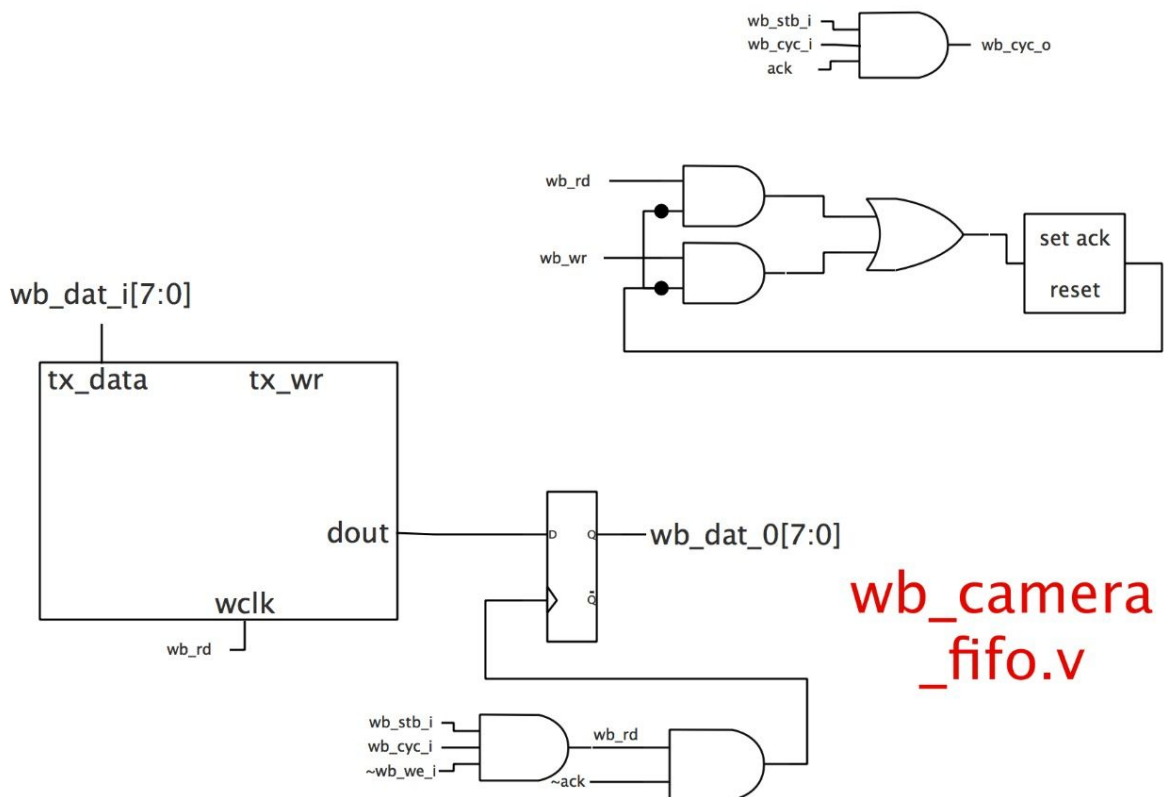 wb_stb_i
wb_cyc_i
ack
wb_cyc_o
wb_rd
wb_wr
set ack
reset
wb_dat_i[7:0]
tx_data
tx_wr
dout
wclk
wb_rd
D
Q
Q̄
wb_dat_0[7:0]
wb_camera
_fifo.v
wb_stb_i
wb_cyc_i
~wb_we_i
wb_rd
~ack